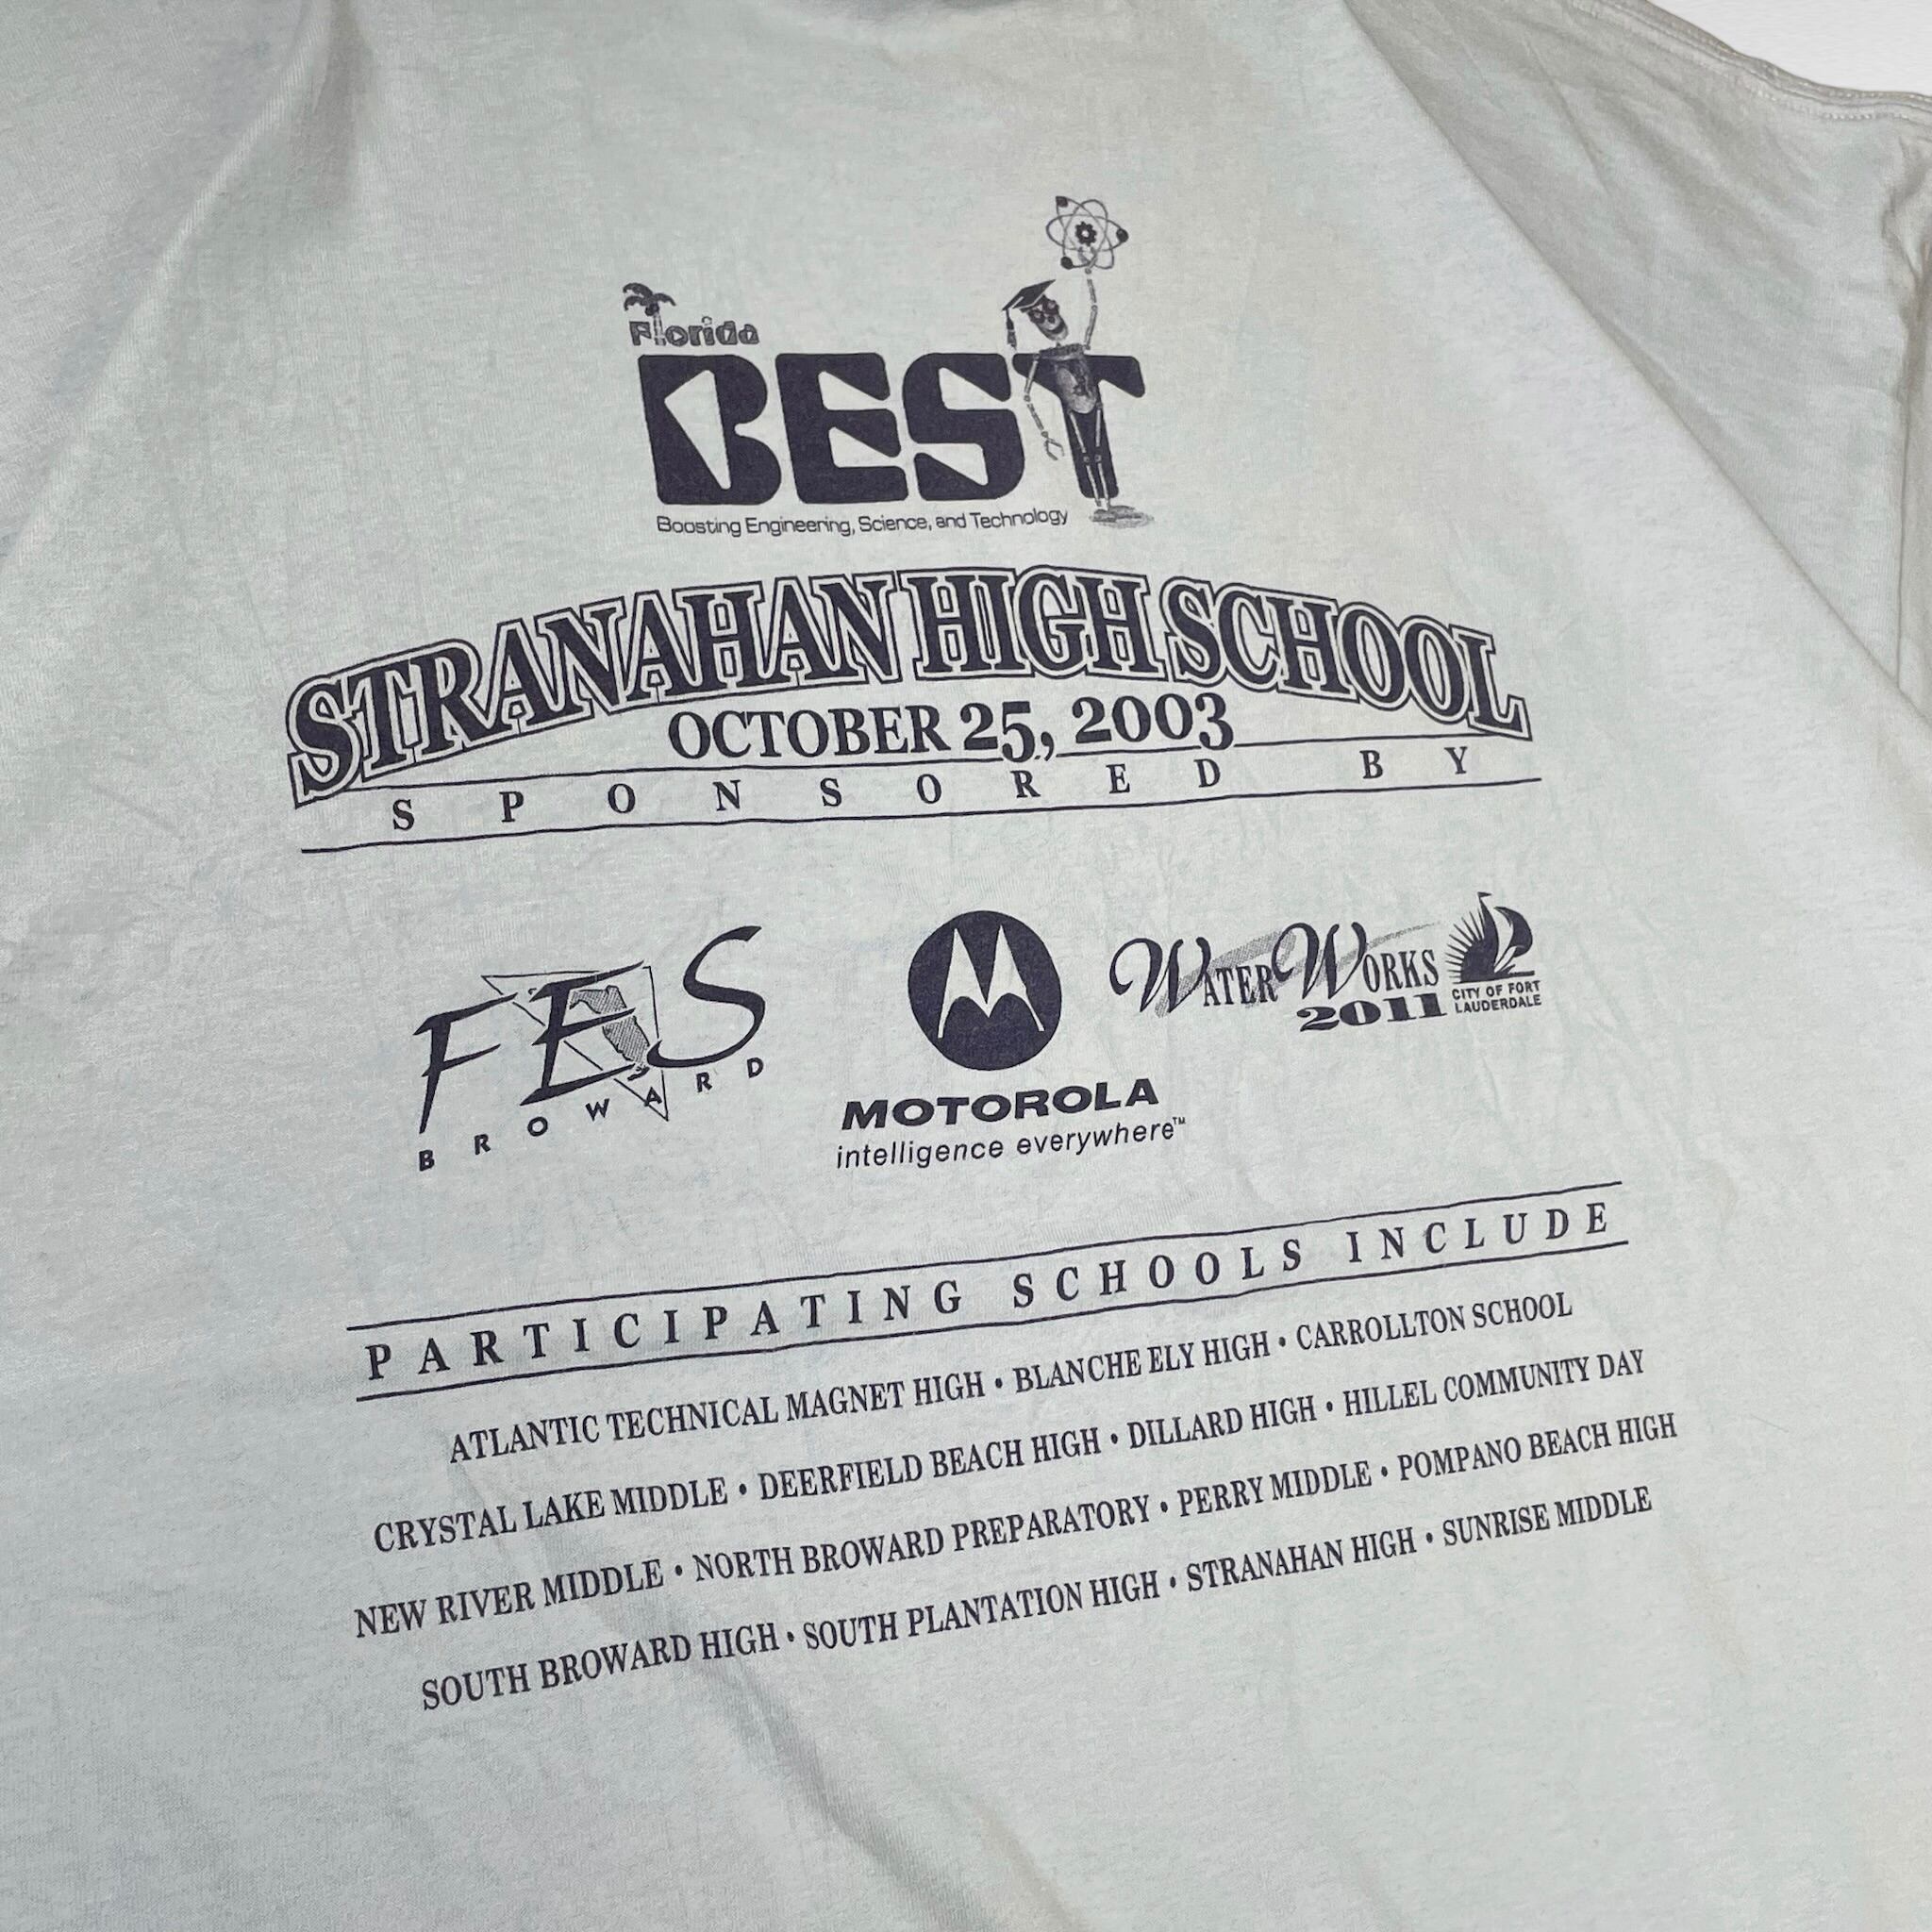 Florida
BEST
Boosting Engineering, Science, and Technology
STRANAHAN HIGH SCHOOL
OCTOBER 25, 2003
SPONSORED BY
FES
BROWARD
MOTOROLA
intelligence everywhere™
WATERWORKS
2011
CITY OF FORT
LAUDERDALE
PARTICIPATING SCHOOLS INCLUDE
ATLANTIC TECHNICAL MAGNET HIGH • BLANCHE ELY HIGH • CARROLLTON SCHOOL
CRYSTAL LAKE MIDDLE • DEERFIELD BEACH HIGH • DILLARD HIGH • HILLEL COMMUNITY DAY
NEW RIVER MIDDLE • NORTH BROWARD PREPARATORY • PERRY MIDDLE • POMPANO BEACH HIGH
SOUTH BROWARD HIGH • SOUTH PLANTATION HIGH • STRANAHAN HIGH • SUNRISE MIDDLE